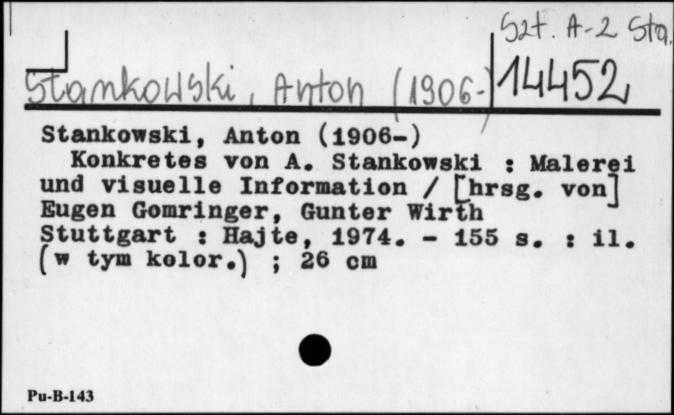 Szt. A-2 Sta.
Stankowski, Anton (1906-)
14452
Stankowski, Anton (1906-)
Konkretes von A. Stankowski : Malerei
und visuelle Information / [hrsg. von]
Eugen Gomringer, Gunter Wirth
Stuttgart : Hajte, 1974. - 155 s. : il.
(w tym kolor.) ; 26 cm
Pu-B-143